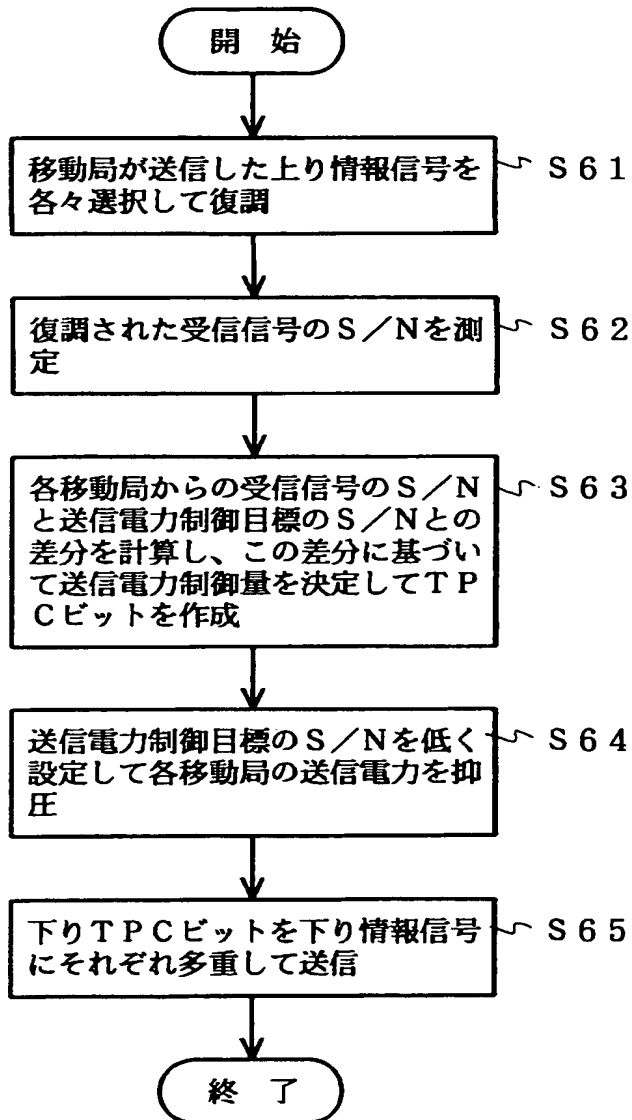 開 始
移動局が送信した上り情報信号を
各々選択して復調
S61
復調された受信信号のS／Nを測
定
S62
各移動局からの受信信号のS／N
と送信電力制御目標のS／Nとの
差分を計算し、この差分に基づい
て送信電力制御量を決定してTP
Cビットを作成
S63
送信電力制御目標のS／Nを低く
設定して各移動局の送信電力を抑
圧
S64
下りTPCビットを下り情報信号
にそれぞれ多重して送信
S65
終 了